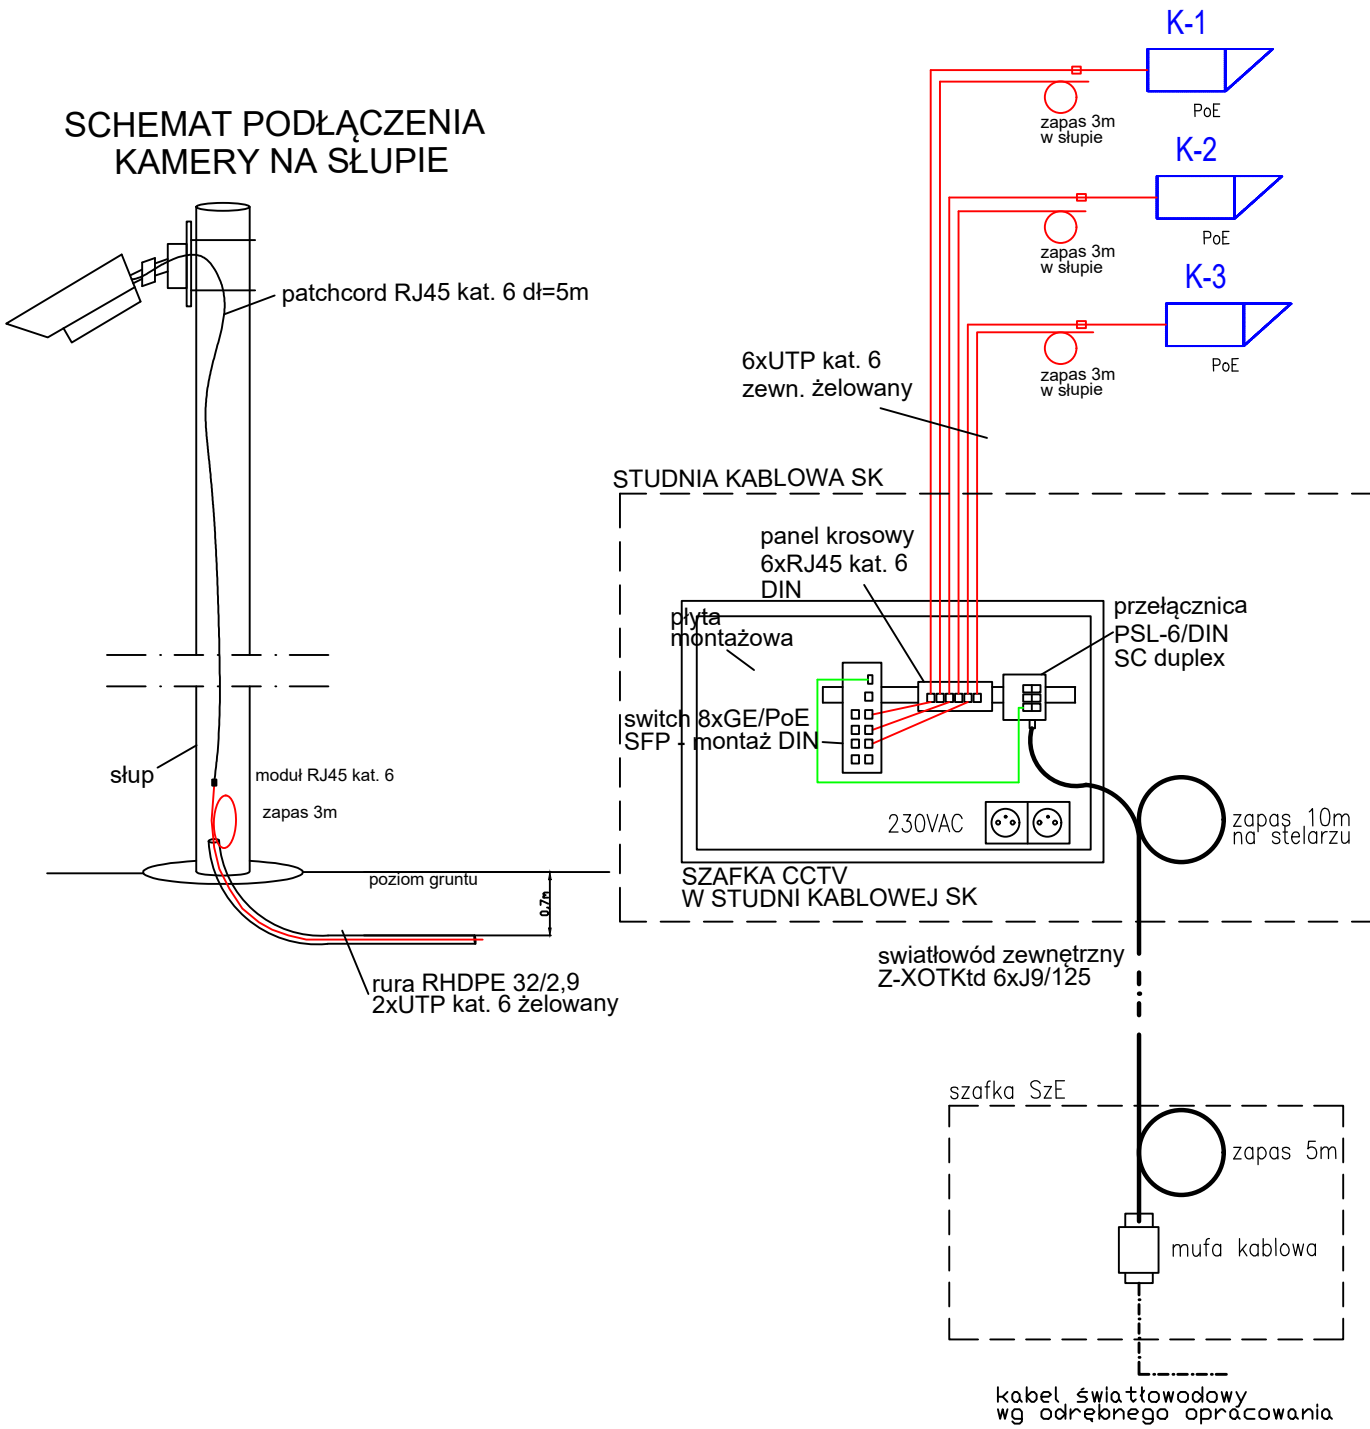 SCHEMAT PODŁĄCZENIA
KAMERY NA SŁUPIE
patchcord RJ45 kat. 6 dł=5m
słup
moduł RJ45 kat. 6
zapas 3m
poziom gruntu
0,7m
rura RHDPE 32/2,9
2xUTP kat. 6 żelowany
K-1
PoE
zapas 3m
w słupie
K-2
PoE
zapas 3m
w słupie
K-3
PoE
zapas 3m
w słupie
6xUTP kat. 6
zewn. żelowany
STUDNIA KABLOWA SK
panel krosowy
6xRJ45 kat. 6
DIN
płyta
montażowa
przełącznica
PSL-6/DIN
SC duplex
switch 8xGE/PoE
SFP - montaż DIN
230VAC
zapas 10m
na stelarzu
SZAFKA CCTV
W STUDNI KABLOWEJ SK
swiatłowód zewnętrzny
Z-XOTKtd 6xJ9/125
szafka SzE
zapas 5m
mufa kablowa
kabel światłowodowy
wg odrębnego opracowania